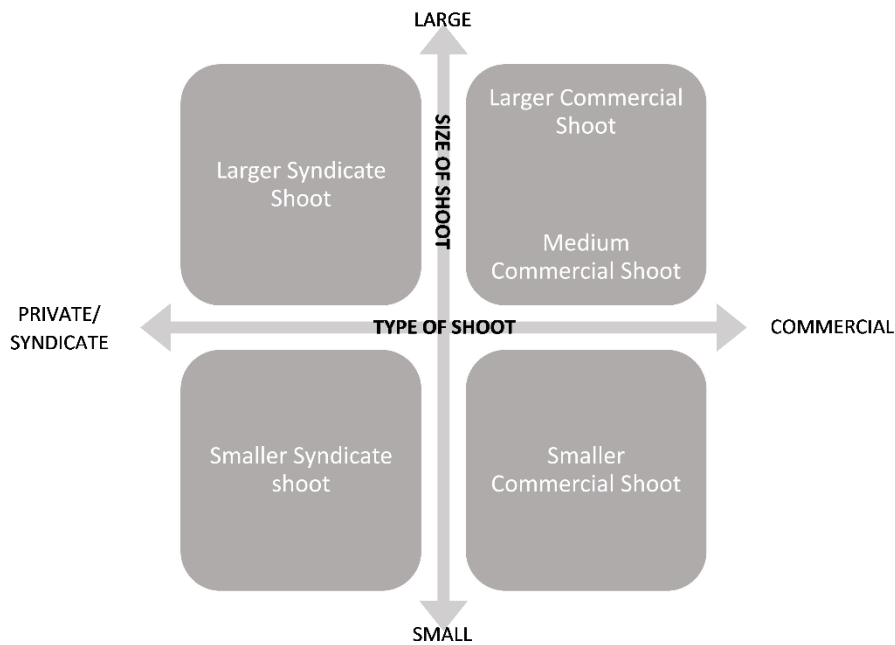 LARGE
Larger Commercial
Shoot
SIZE OF SHOOT
Larger Syndicate
Shoot
Medium
Commercial Shoot
PRIVATE/
SYNDICATE
TYPE OF SHOOT
COMMERCIAL
Smaller Syndicate
shoot
Smaller
Commercial Shoot
SMALL